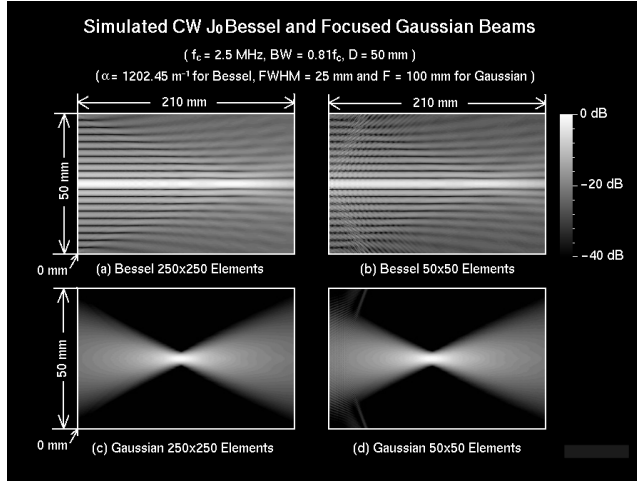 Simulated CW J₀Bessel and Focused Gaussian Beams
( f꜀ = 2.5 MHz, BW = 0.81f꜀, D = 50 mm )
( α = 1202.45 m⁻¹ for Bessel, FWHM = 25 mm and F = 100 mm for Gaussian )
210 mm
210 mm
0 dB
50 mm
−20 dB
−40 dB
0 mm
(a) Bessel 250x250 Elements
(b) Bessel 50x50 Elements
50 mm
0 mm
(c) Gaussian 250x250 Elements
(d) Gaussian 50x50 Elements